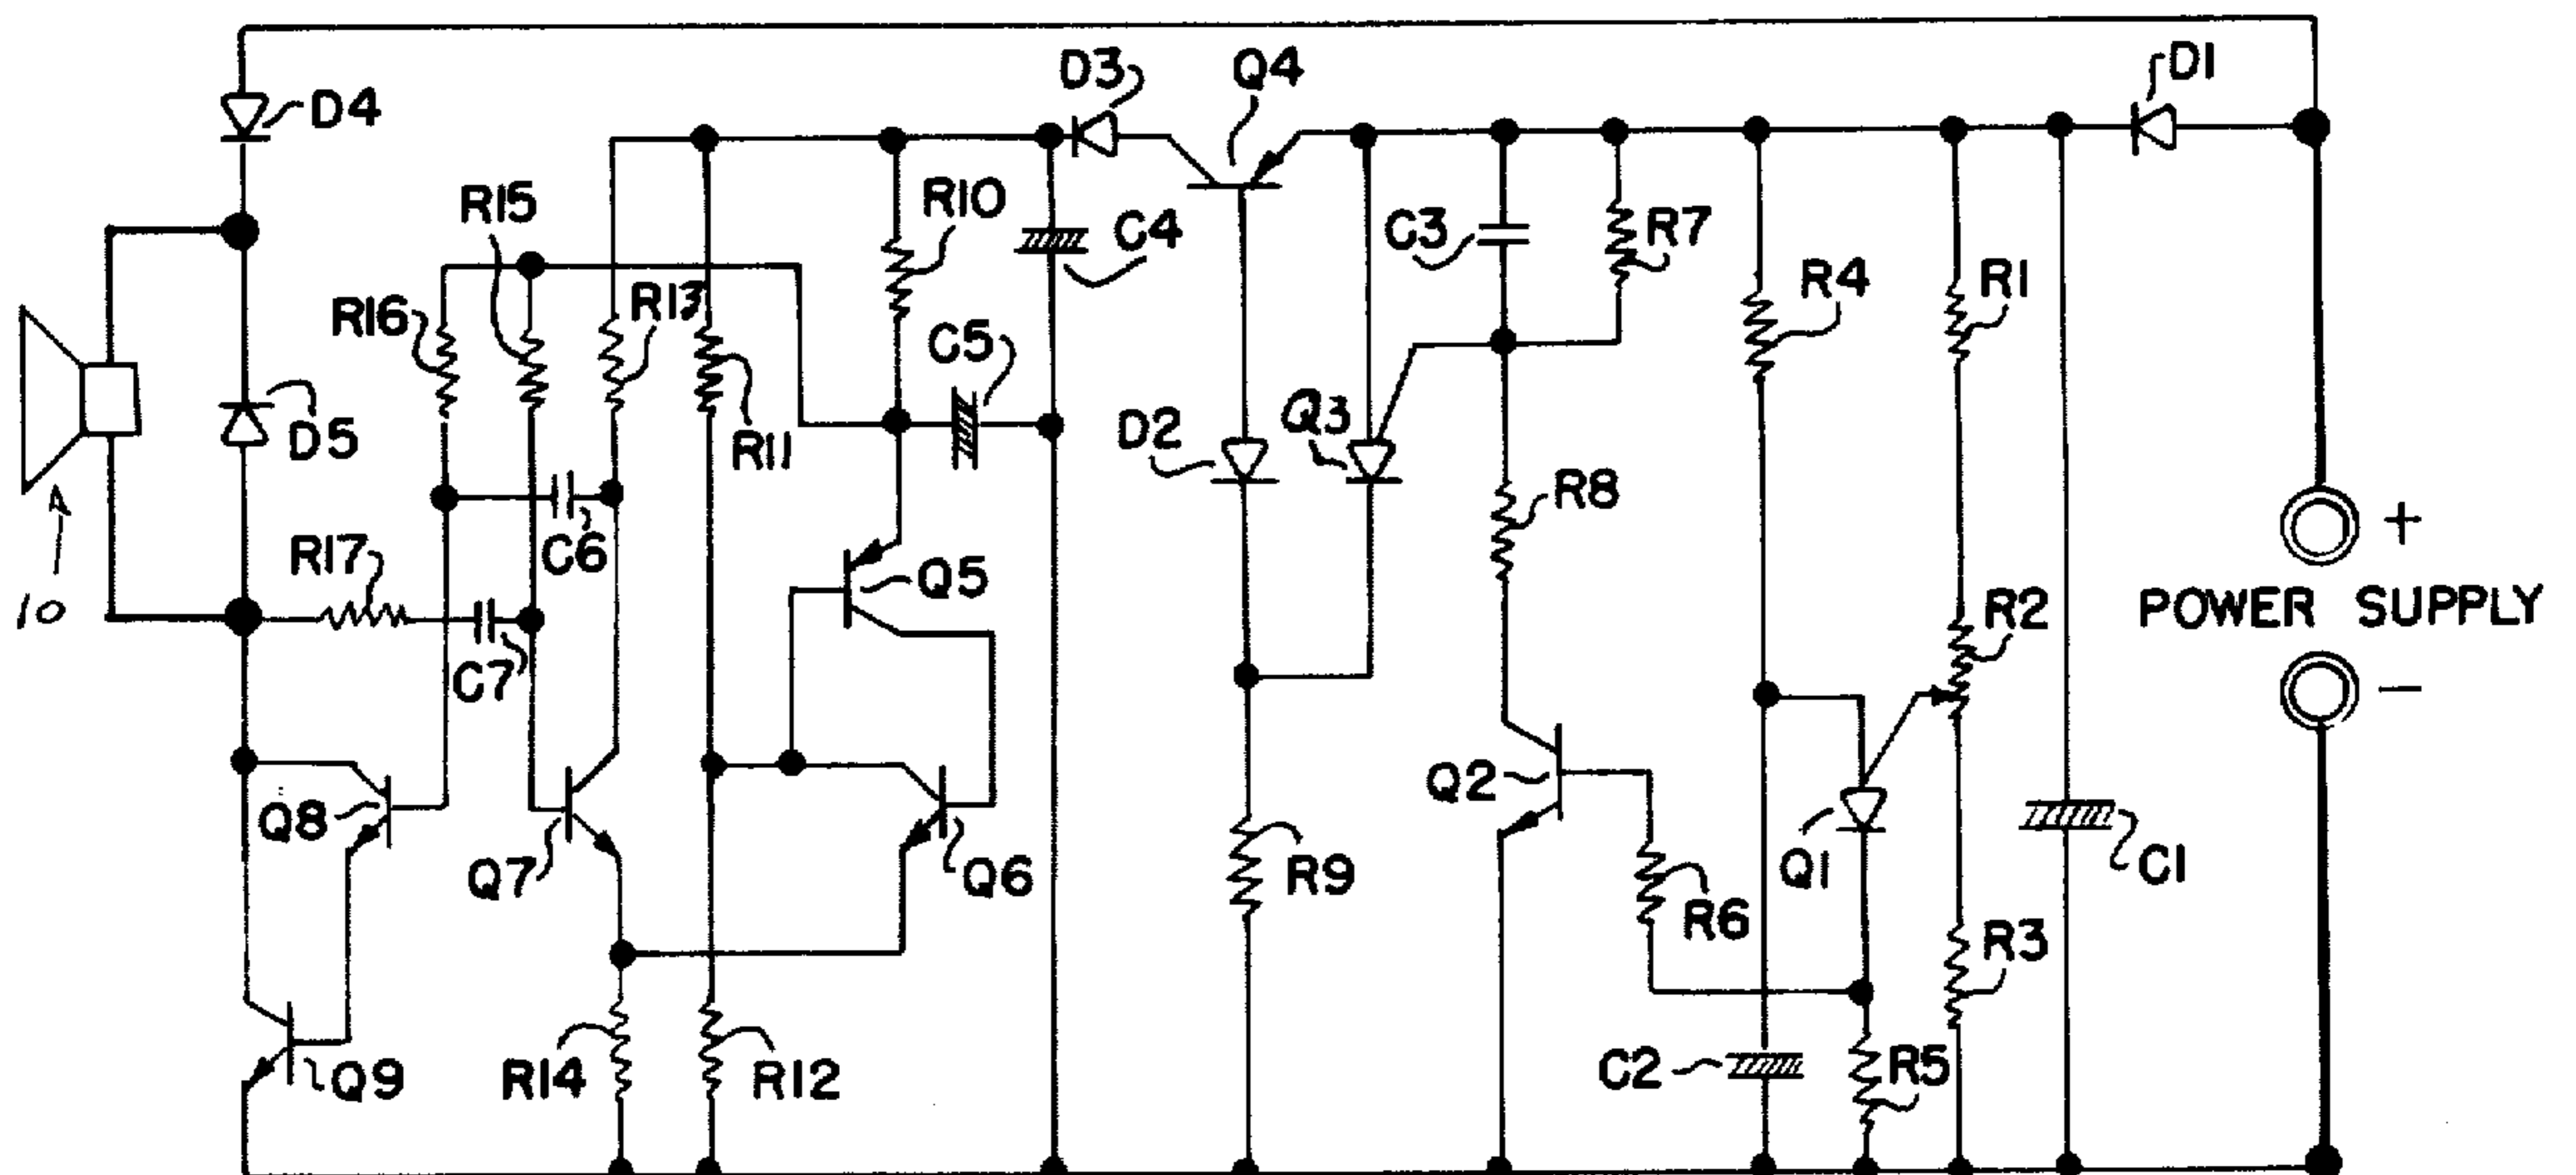 D3
Q4
D1
D4
R15
R10
C4
C3
R7
R16
R13
R4
R1
C5
D5
R11
D2
Q3
R8
+
R17
C6
Q5
10
POWER SUPPLY
R2
C7
−
Q8
Q2
Q7
Q6
R9
R6
Q1
C1
R3
Q9
R14
R12
C2
R5